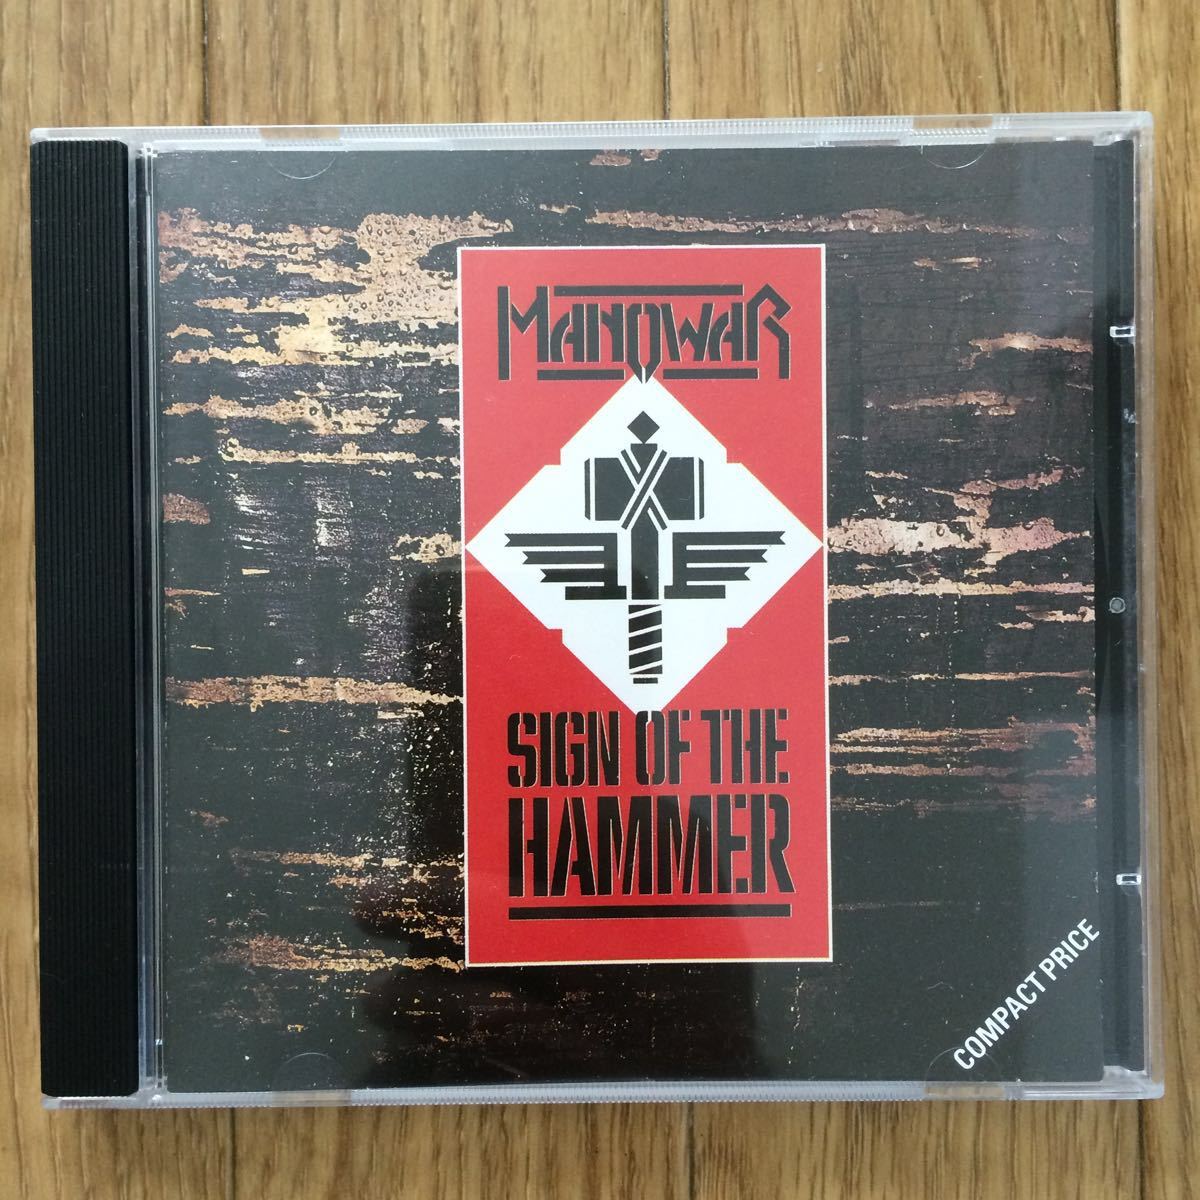 MANOWAR
SIGN OF THE
HAMMER
COMPACT PRICE